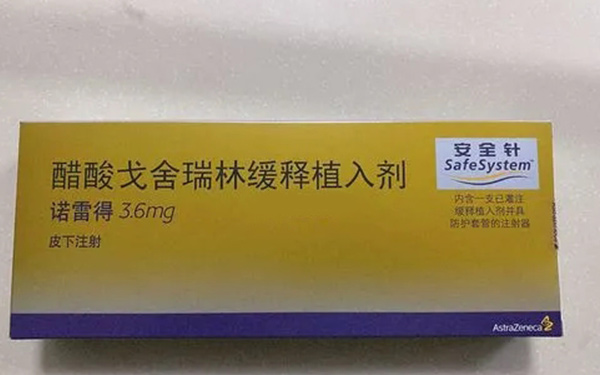 醋酸戈舍瑞林缓释植入剂
诺雷得 3.6mg
皮下注射
安全针
SafeSystem™
内含一支已灌注
缓释植入剂并具
防护套管的注射器
AstraZeneca